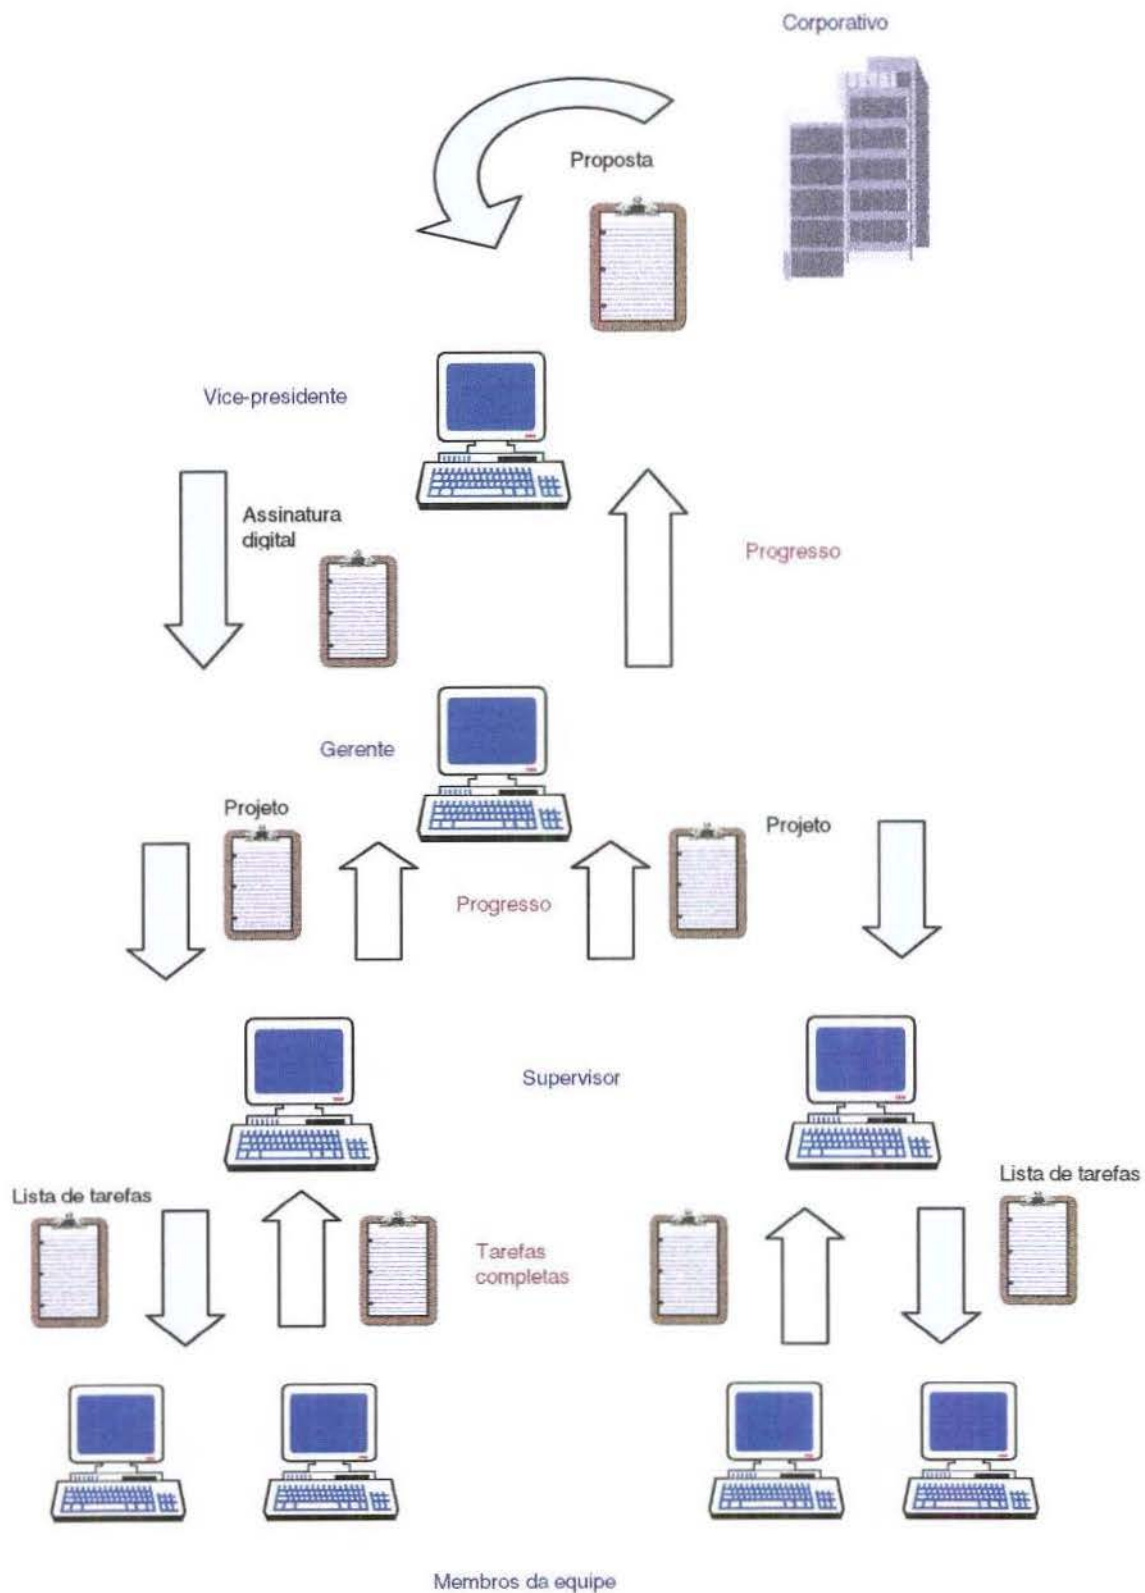 Corporativo
Proposta
Vice-presidente
Assinatura
digital
Progresso
Gerente
Projeto
Projeto
Progresso
Supervisor
Lista de tarefas
Lista de tarefas
Tarefas
completas
Membros da equipe